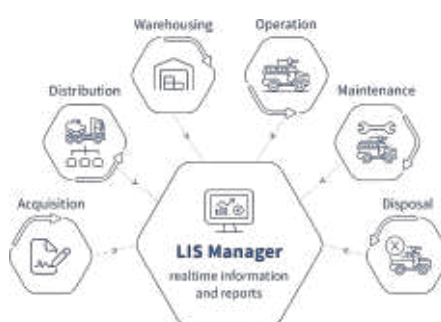 Warehousing
Operation
Distribution
Maintenance
Acquisition
Disposal
LIS Manager
realtime information
and reports